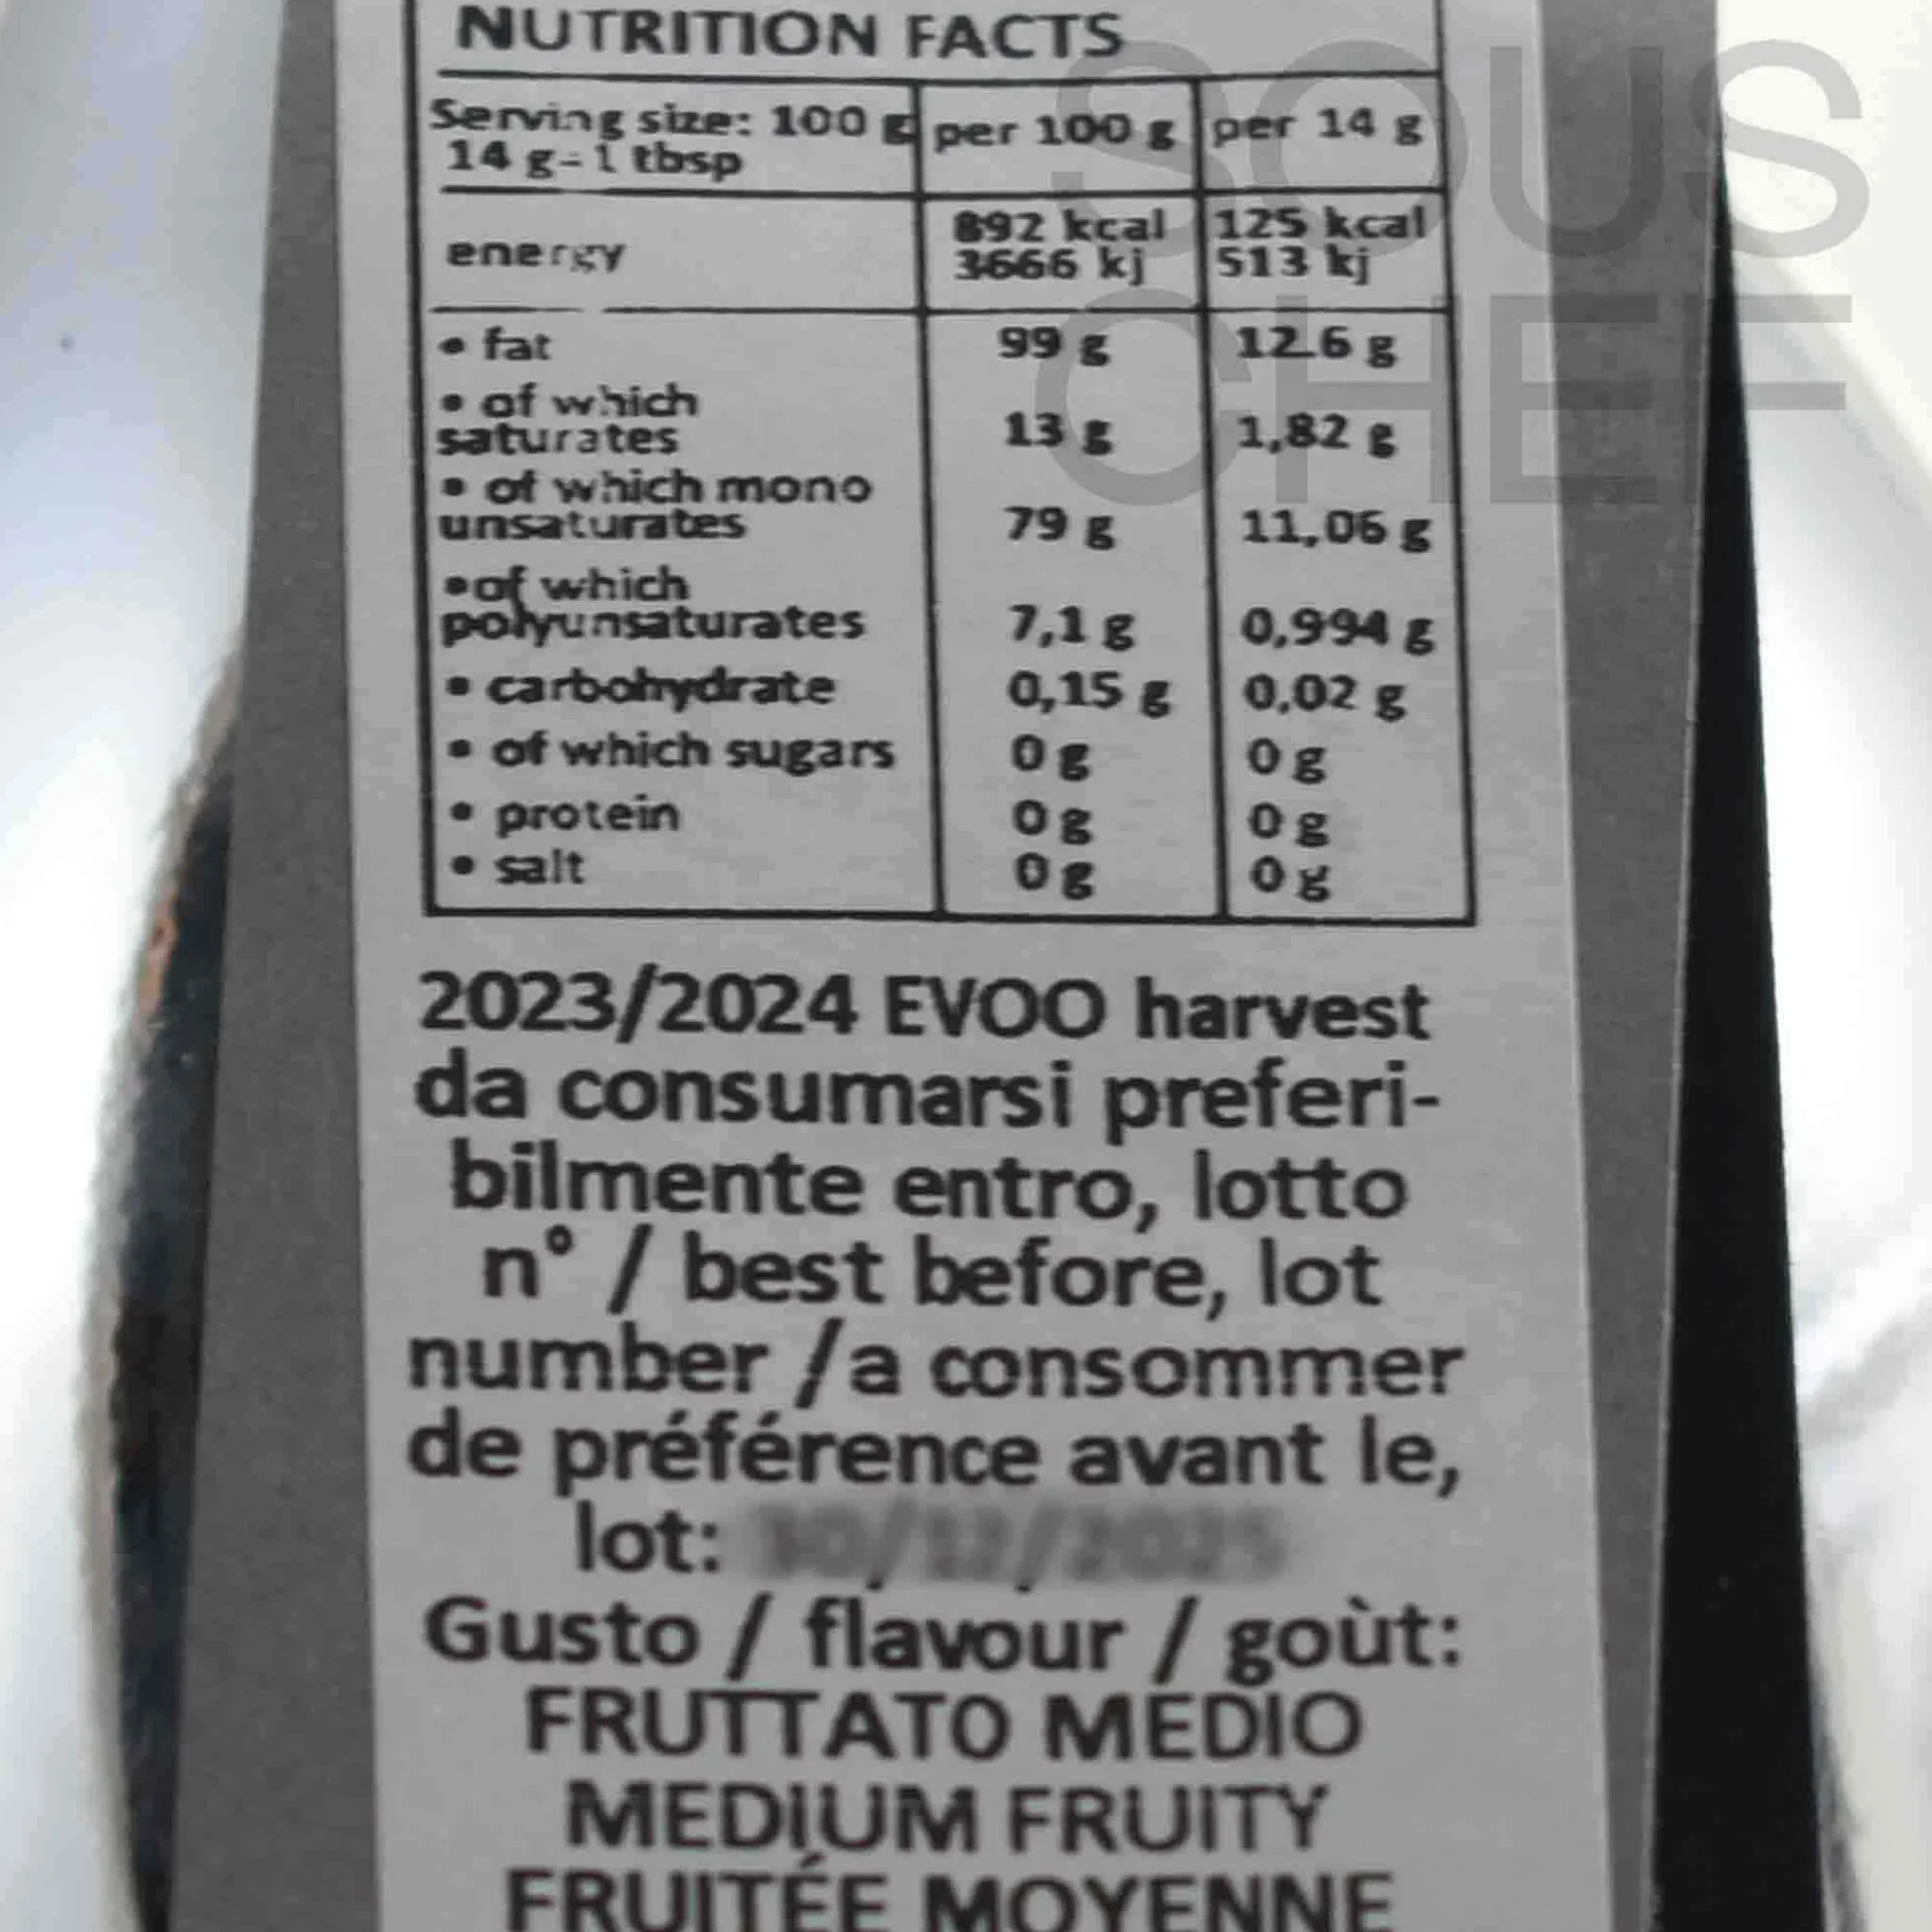 NUTRITION FACTS
Serving size: 100 g per 100 g per 14 g
14 g - 1 tbsp
energy 892 kcal 125 kcal
3666 kj 513 kj
• fat 99 g 12.6 g
• of which
saturates 13 g 1,82 g
• of which mono
unsaturates 79 g 11,06 g
• of which
polyunsaturates 7,1 g 0,994 g
• carbohydrate 0,15 g 0,02 g
• of which sugars 0 g 0 g
• protein 0 g 0 g
• salt 0 g 0 g
2023/2024 EVOO harvest
da consumarsi preferi-
bilmente entro, lotto
n° / best before, lot
number /a consommer
de préférence avant le,
lot:
Gusto / flavour / goùt:
FRUTTATO MEDIO
MEDIUM FRUITY
FRUITÉE MOYENNE
SOUS
CHEF